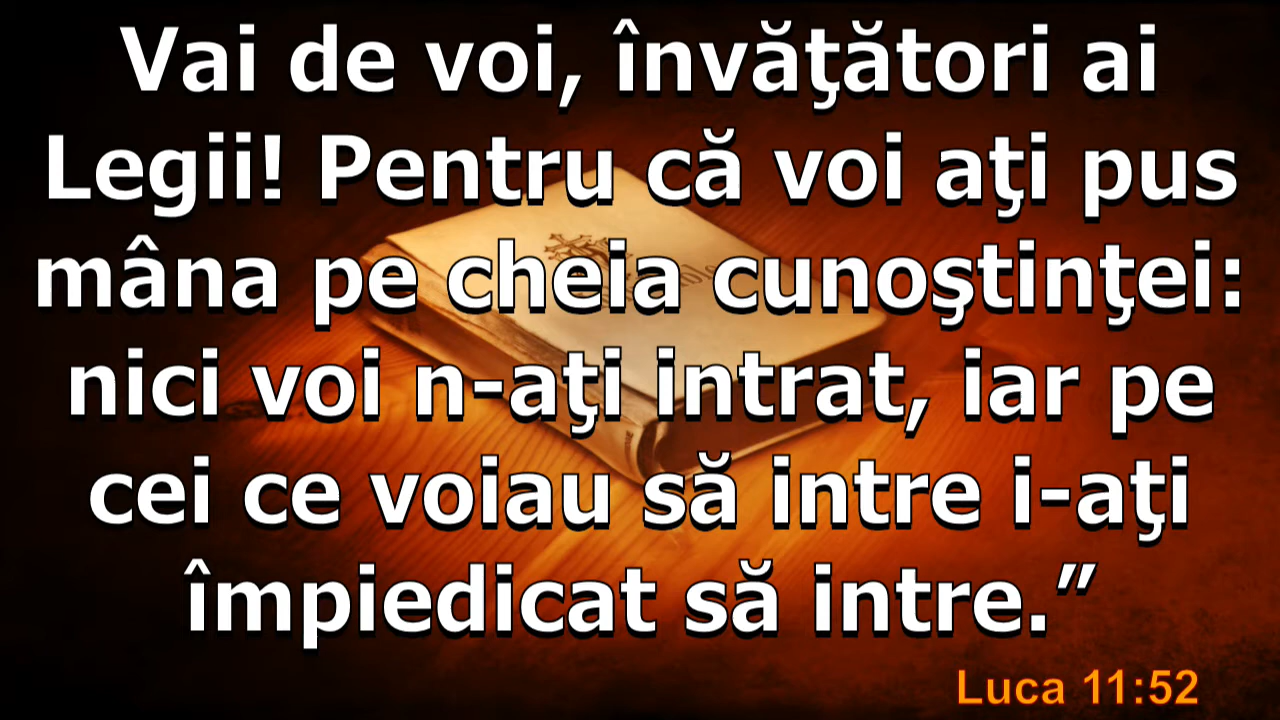 Vai de voi, învăţători ai
Legii! Pentru că voi aţi pus
mâna pe cheia cunoştinţei:
nici voi n-aţi intrat, iar pe
cei ce voiau să intre i-aţi
împiedicat să intre.”
Luca 11:52